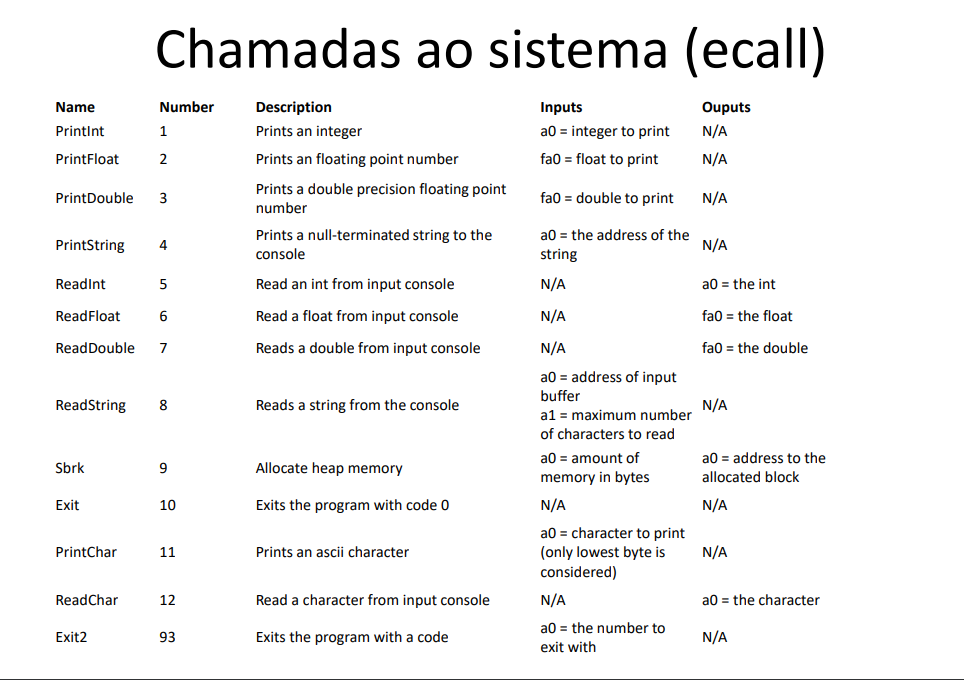 Chamadas ao sistema (ecall)
Name Number Description Inputs Ouputs
PrintInt 1 Prints an integer a0 = integer to print N/A
PrintFloat 2 Prints an floating point number fa0 = float to print N/A
PrintDouble 3 Prints a double precision floating point
number fa0 = double to print N/A
PrintString 4 Prints a null-terminated string to the
console a0 = the address of the
string N/A
ReadInt 5 Read an int from input console N/A a0 = the int
ReadFloat 6 Read a float from input console N/A fa0 = the float
ReadDouble 7 Reads a double from input console N/A fa0 = the double
ReadString 8 Reads a string from the console a0 = address of input
buffer
a1 = maximum number
of characters to read N/A
Sbrk 9 Allocate heap memory a0 = amount of
memory in bytes a0 = address to the
allocated block
Exit 10 Exits the program with code 0 N/A N/A
PrintChar 11 Prints an ascii character a0 = character to print
(only lowest byte is
considered) N/A
ReadChar 12 Read a character from input console N/A a0 = the character
Exit2 93 Exits the program with a code a0 = the number to
exit with N/A